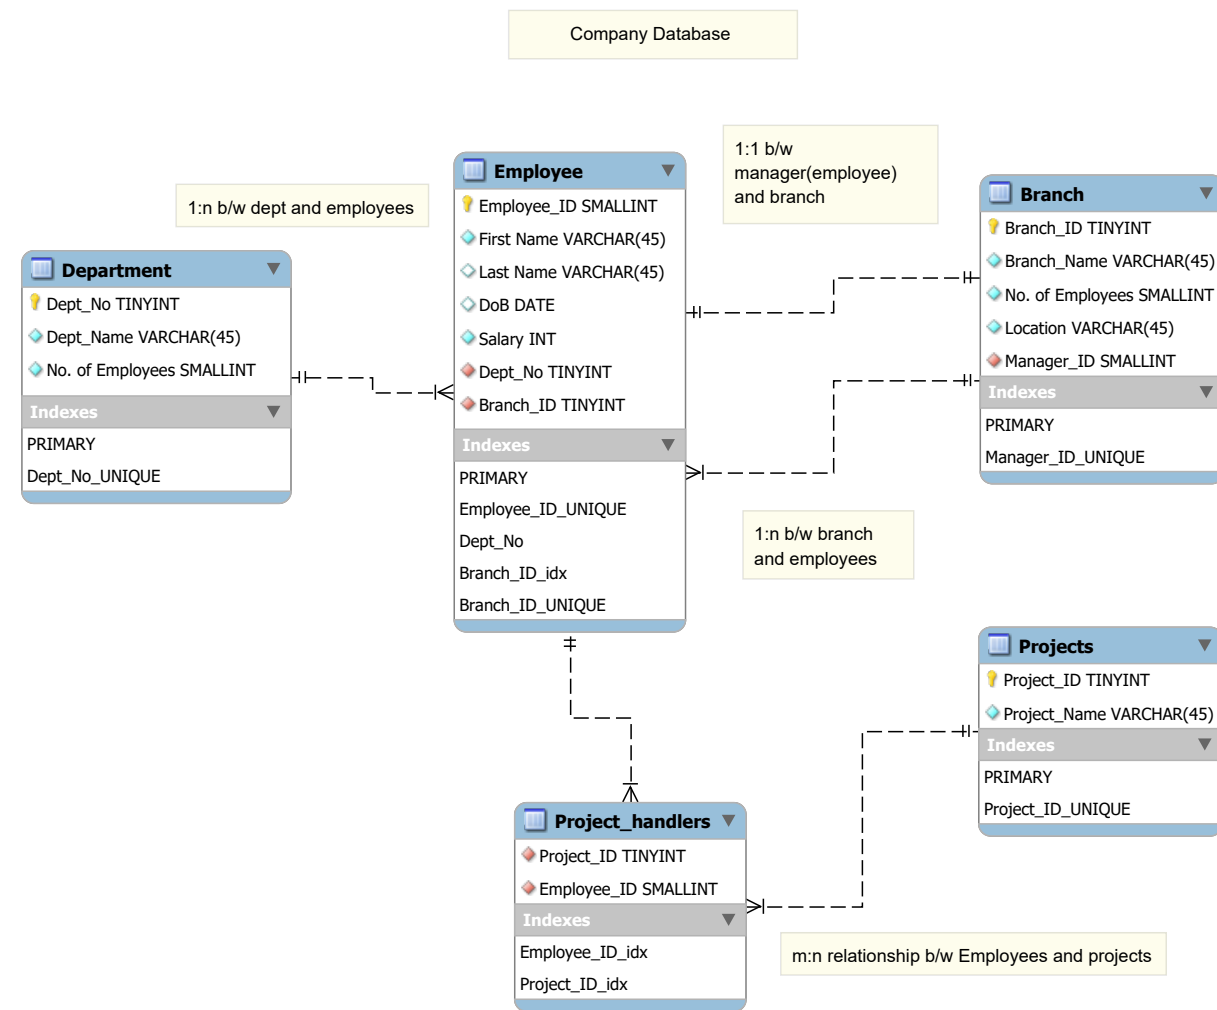 Company Database
1:n b/w dept and employees
1:1 b/w
manager(employee)
and branch
Department
Dept_No TINYINT
Dept_Name VARCHAR(45)
No. of Employees SMALLINT
Indexes
PRIMARY
Dept_No_UNIQUE
Employee
Employee_ID SMALLINT
First Name VARCHAR(45)
Last Name VARCHAR(45)
DoB DATE
Salary INT
Dept_No TINYINT
Branch_ID TINYINT
Indexes
PRIMARY
Employee_ID_UNIQUE
Dept_No
Branch_ID_idx
Branch_ID_UNIQUE
Branch
Branch_ID TINYINT
Branch_Name VARCHAR(45)
No. of Employees SMALLINT
Location VARCHAR(45)
Manager_ID SMALLINT
Indexes
PRIMARY
Manager_ID_UNIQUE
1:n b/w branch
and employees
Projects
Project_ID TINYINT
Project_Name VARCHAR(45)
Indexes
PRIMARY
Project_ID_UNIQUE
Project_handlers
Project_ID TINYINT
Employee_ID SMALLINT
Indexes
Employee_ID_idx
Project_ID_idx
m:n relationship b/w Employees and projects